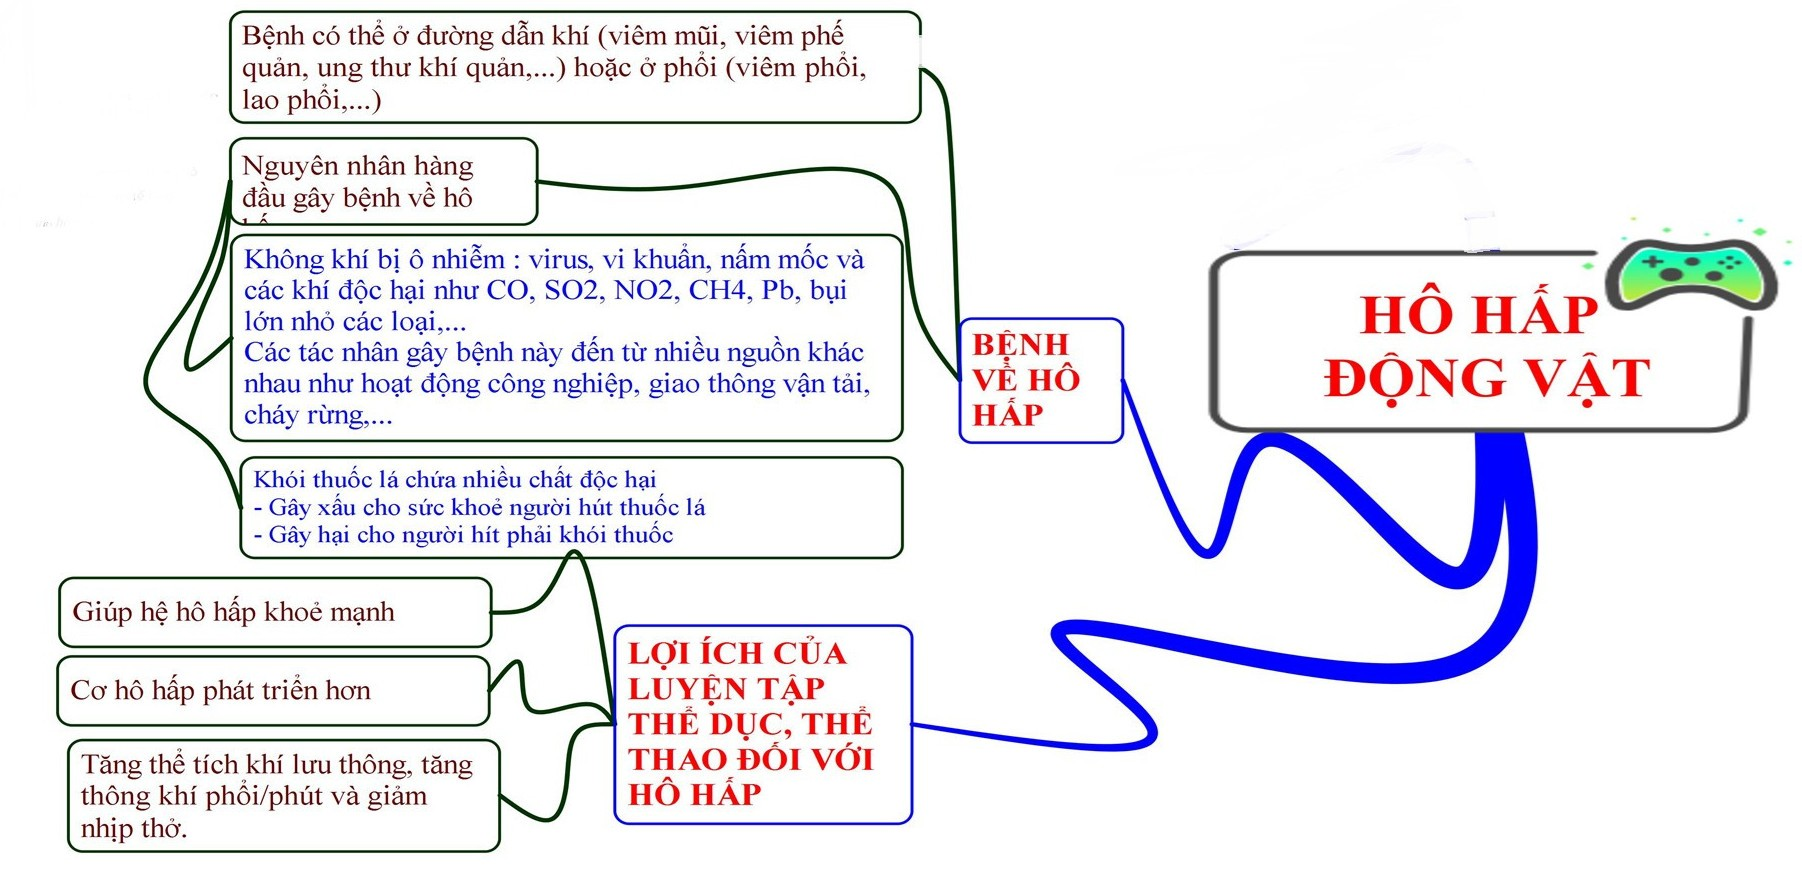 Bệnh có thể ở đường dẫn khí (viêm mũi, viêm phế
quản, ung thư khí quản,...) hoặc ở phổi (viêm phổi,
lao phổi,...)
Nguyên nhân hàng
đầu gây bệnh về hô
Không khí bị ô nhiễm : virus, vi khuẩn, nấm mốc và
các khí độc hại như CO, SO2, NO2, CH4, Pb, bụi
lớn nhỏ các loại,...
Các tác nhân gây bệnh này đến từ nhiều nguồn khác
nhau như hoạt động công nghiệp, giao thông vận tải,
cháy rừng,...
Khói thuốc lá chứa nhiều chất độc hại
- Gây xấu cho sức khoẻ người hút thuốc lá
- Gây hại cho người hít phải khói thuốc
BỆNH
VỀ HÔ
HẤP
HÔ HẤP
ĐỘNG VẬT
Giúp hệ hô hấp khoẻ mạnh
Cơ hô hấp phát triển hơn
Tăng thể tích khí lưu thông, tăng
thông khí phổi/phút và giảm
nhịp thở.
LỢI ÍCH CỦA
LUYỆN TẬP
THỂ DỤC, THỂ
THAO ĐỐI VỚI
HÔ HẤP